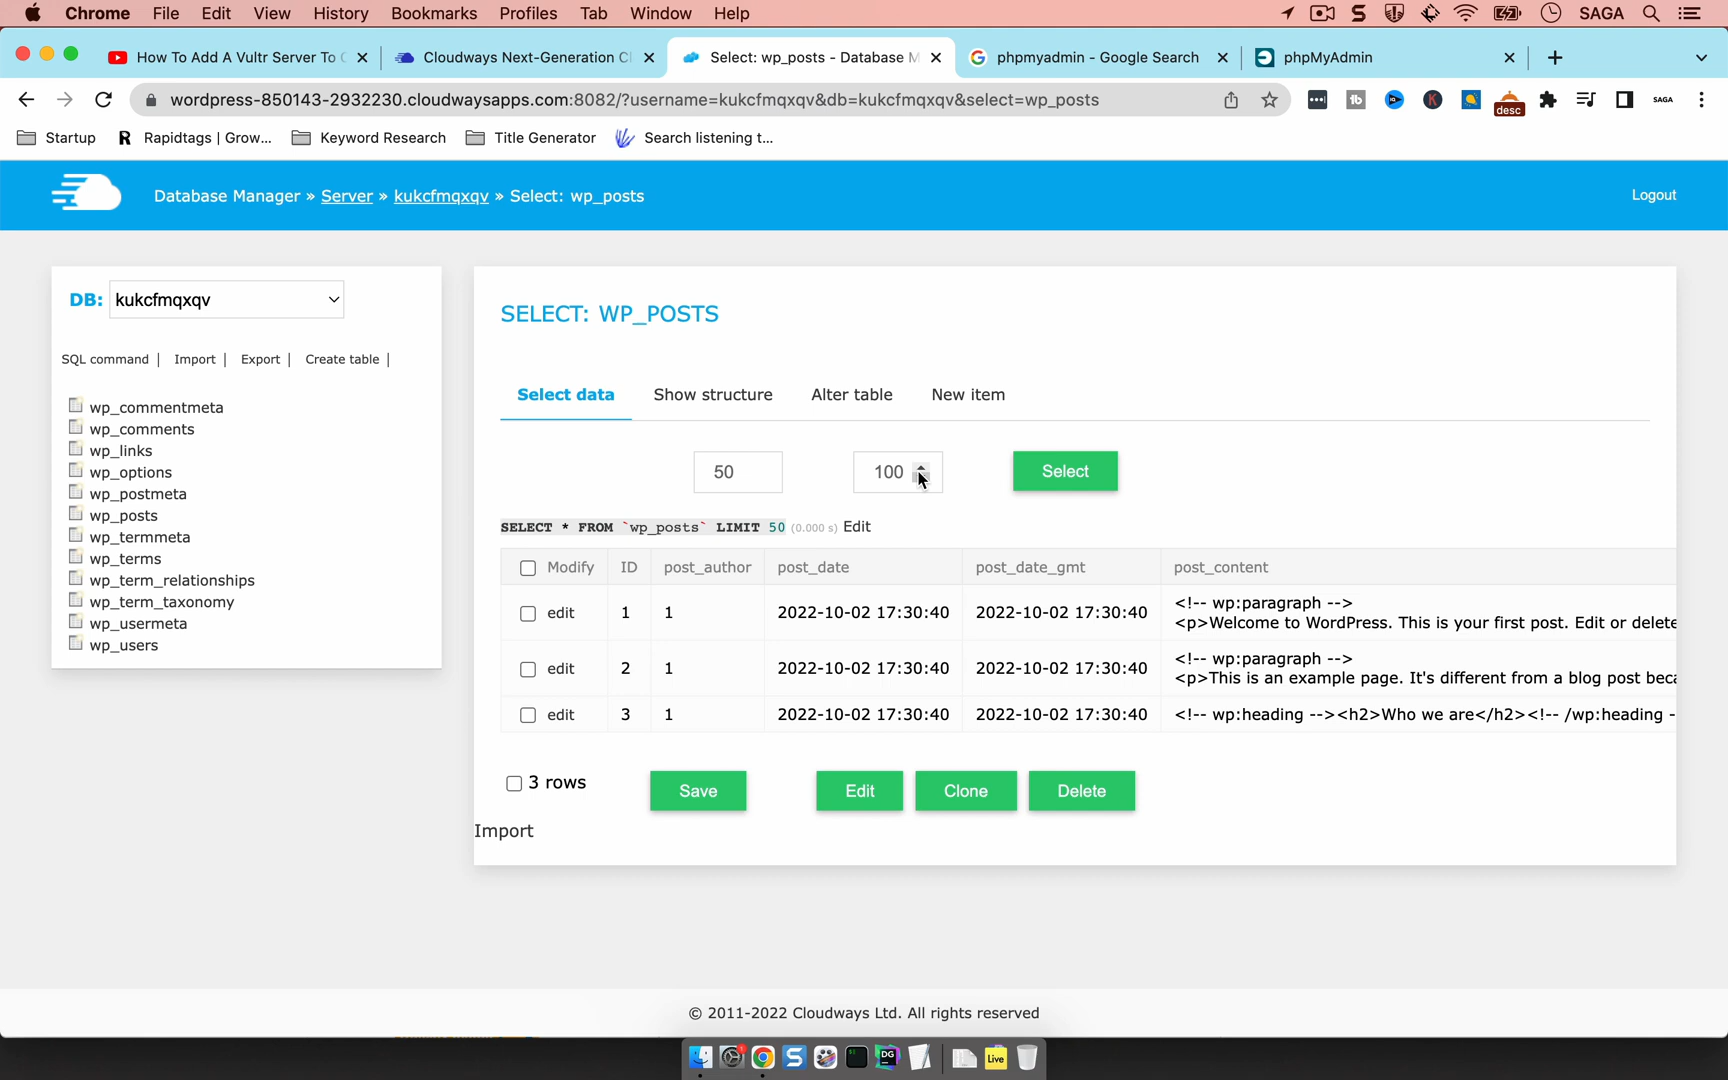 Chrome File Edit View History Bookmarks Profiles Tab Window Help SAGA
How To Add A Vultr Server To C
Cloudways Next-Generation Cl
Select: wp_posts - Database M
phpmyadmin - Google Search
phpMyAdmin
wordpress-850143-2932230.cloudwaysapps.com:8082/?username=kukcfmqxqv&db=kukcfmqxqv&select=wp_posts
desc
SAGA
Startup
Rapidtags | Grow...
Keyword Research
Title Generator
Search listening t...
Database Manager » Server » kukcfmqxqv » Select: wp_posts
Logout
DB: kukcfmqxqv
SQL command | Import | Export | Create table |
wp_commentmeta
wp_comments
wp_links
wp_options
wp_postmeta
wp_posts
wp_termmeta
wp_terms
wp_term_relationships
wp_term_taxonomy
wp_usermeta
wp_users
SELECT: WP_POSTS
Select data Show structure Alter table New item
50 100 Select
SELECT * FROM `wp_posts` LIMIT 50 (0.000 s) Edit
Modify ID post_author post_date post_date_gmt post_content
edit 1 1 2022-10-02 17:30:40 2022-10-02 17:30:40 <!-- wp:paragraph -->
<p>Welcome to WordPress. This is your first post. Edit or delete
edit 2 1 2022-10-02 17:30:40 2022-10-02 17:30:40 <!-- wp:paragraph -->
<p>This is an example page. It's different from a blog post beca
edit 3 1 2022-10-02 17:30:40 2022-10-02 17:30:40 <!-- wp:heading --><h2>Who we are</h2><!-- /wp:heading -
3 rows Save Edit Clone Delete
Import
© 2011-2022 Cloudways Ltd. All rights reserved
DG
Live